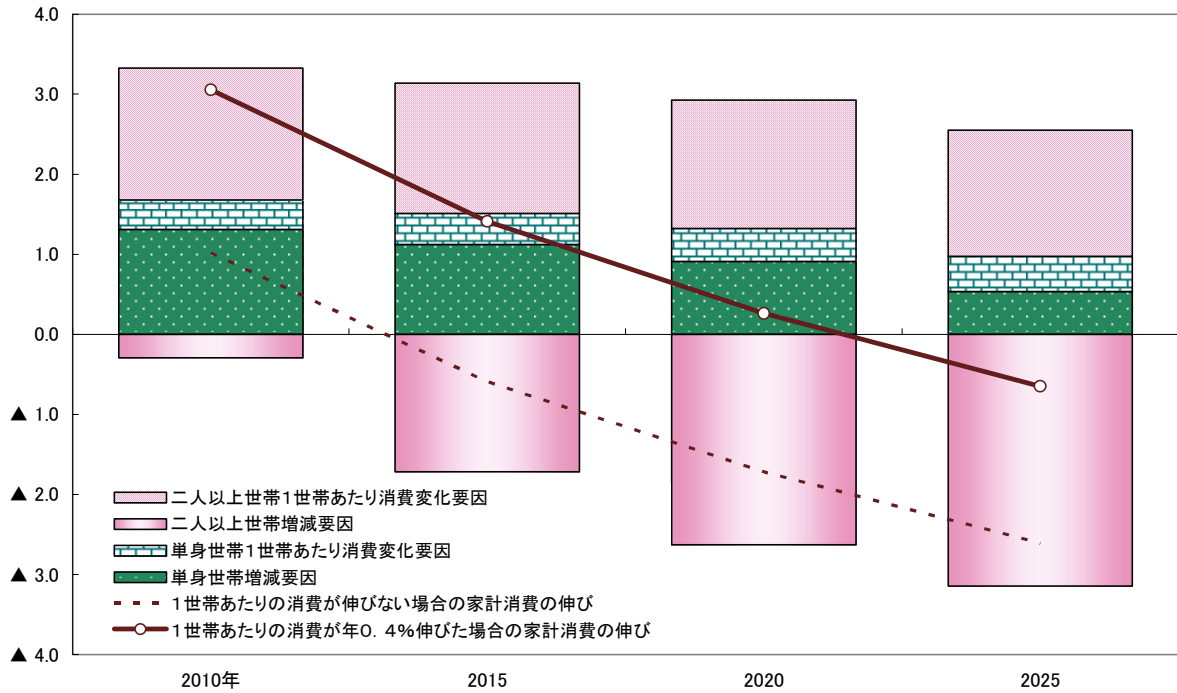 4.0
3.0
2.0
1.0
0.0
▲ 1.0
▲ 2.0
▲ 3.0
▲ 4.0
二人以上世帯1世帯あたり消費変化要因
二人以上世帯増減要因
単身世帯1世帯あたり消費変化要因
単身世帯増減要因
1世帯あたりの消費が伸びない場合の家計消費の伸び
1世帯あたりの消費が年0.4%伸びた場合の家計消費の伸び
2010年 2015 2020 2025